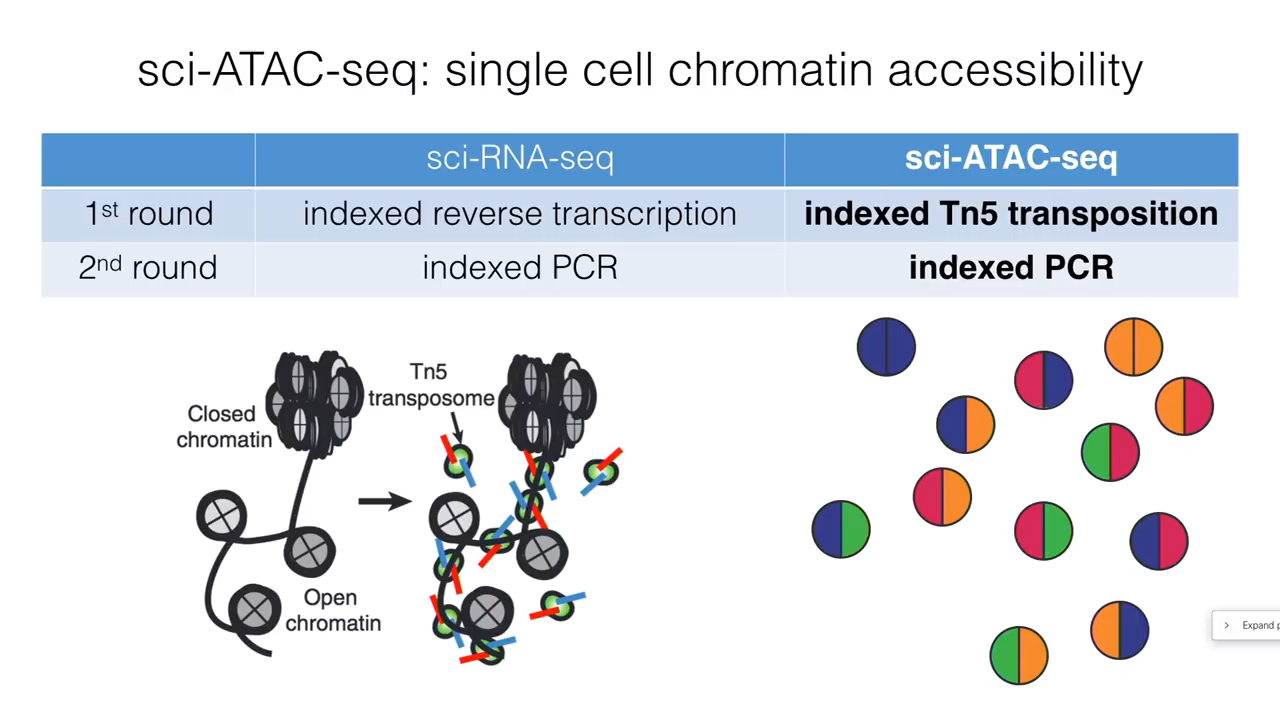 sci-ATAC-seq: single cell chromatin accessibility
sci-RNA-seq
sci-ATAC-seq
1st round
indexed reverse transcription
indexed Tn5 transposition
2nd round
indexed PCR
indexed PCR
Closed
chromatin
Tn5
transposome
Open
chromatin
Expand p